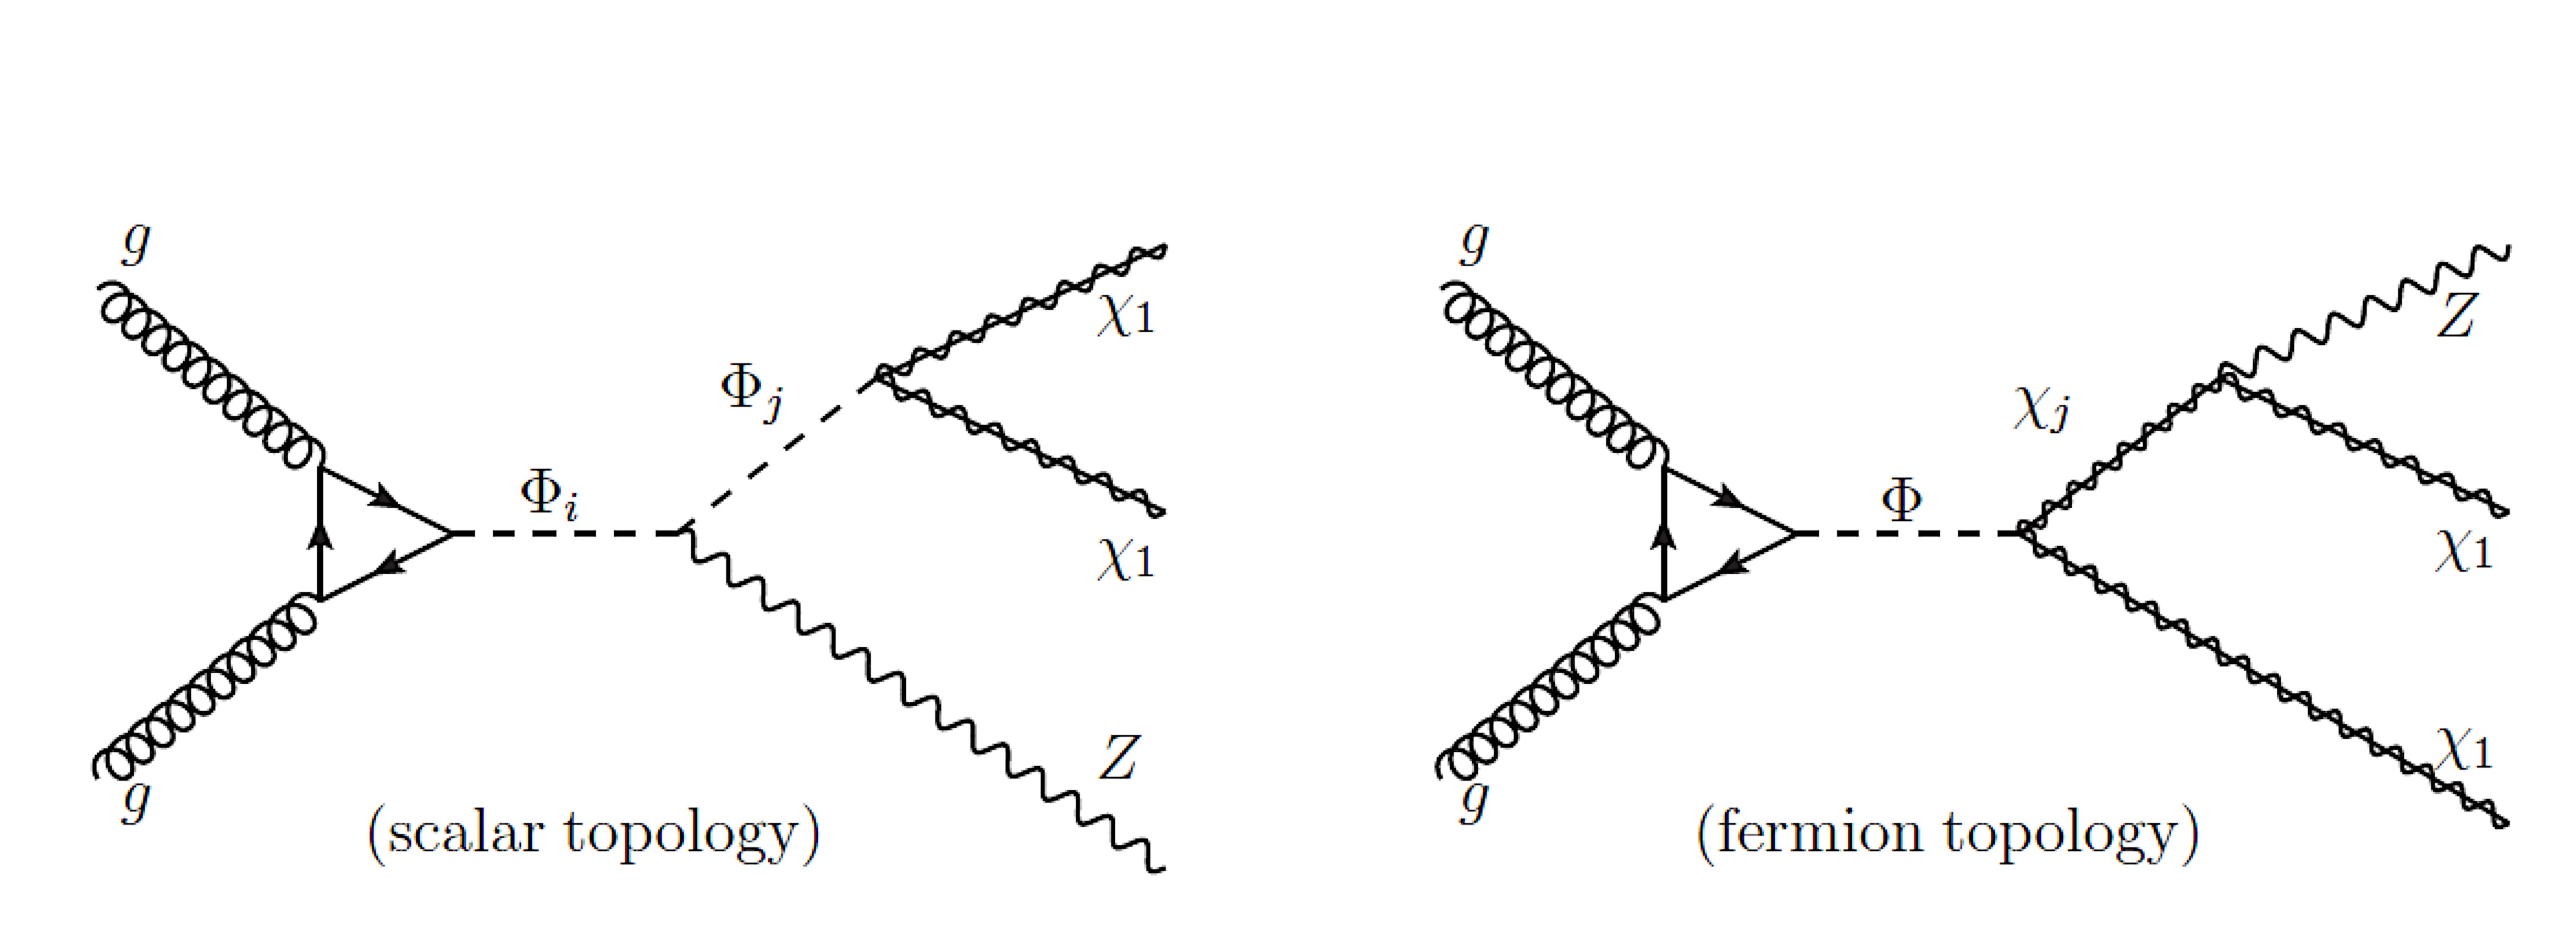 g
Φi
Φj
χ1
χ1
Z
g
(scalar topology)
g
Φ
χj
Z
χ1
χ1
g
(fermion topology)